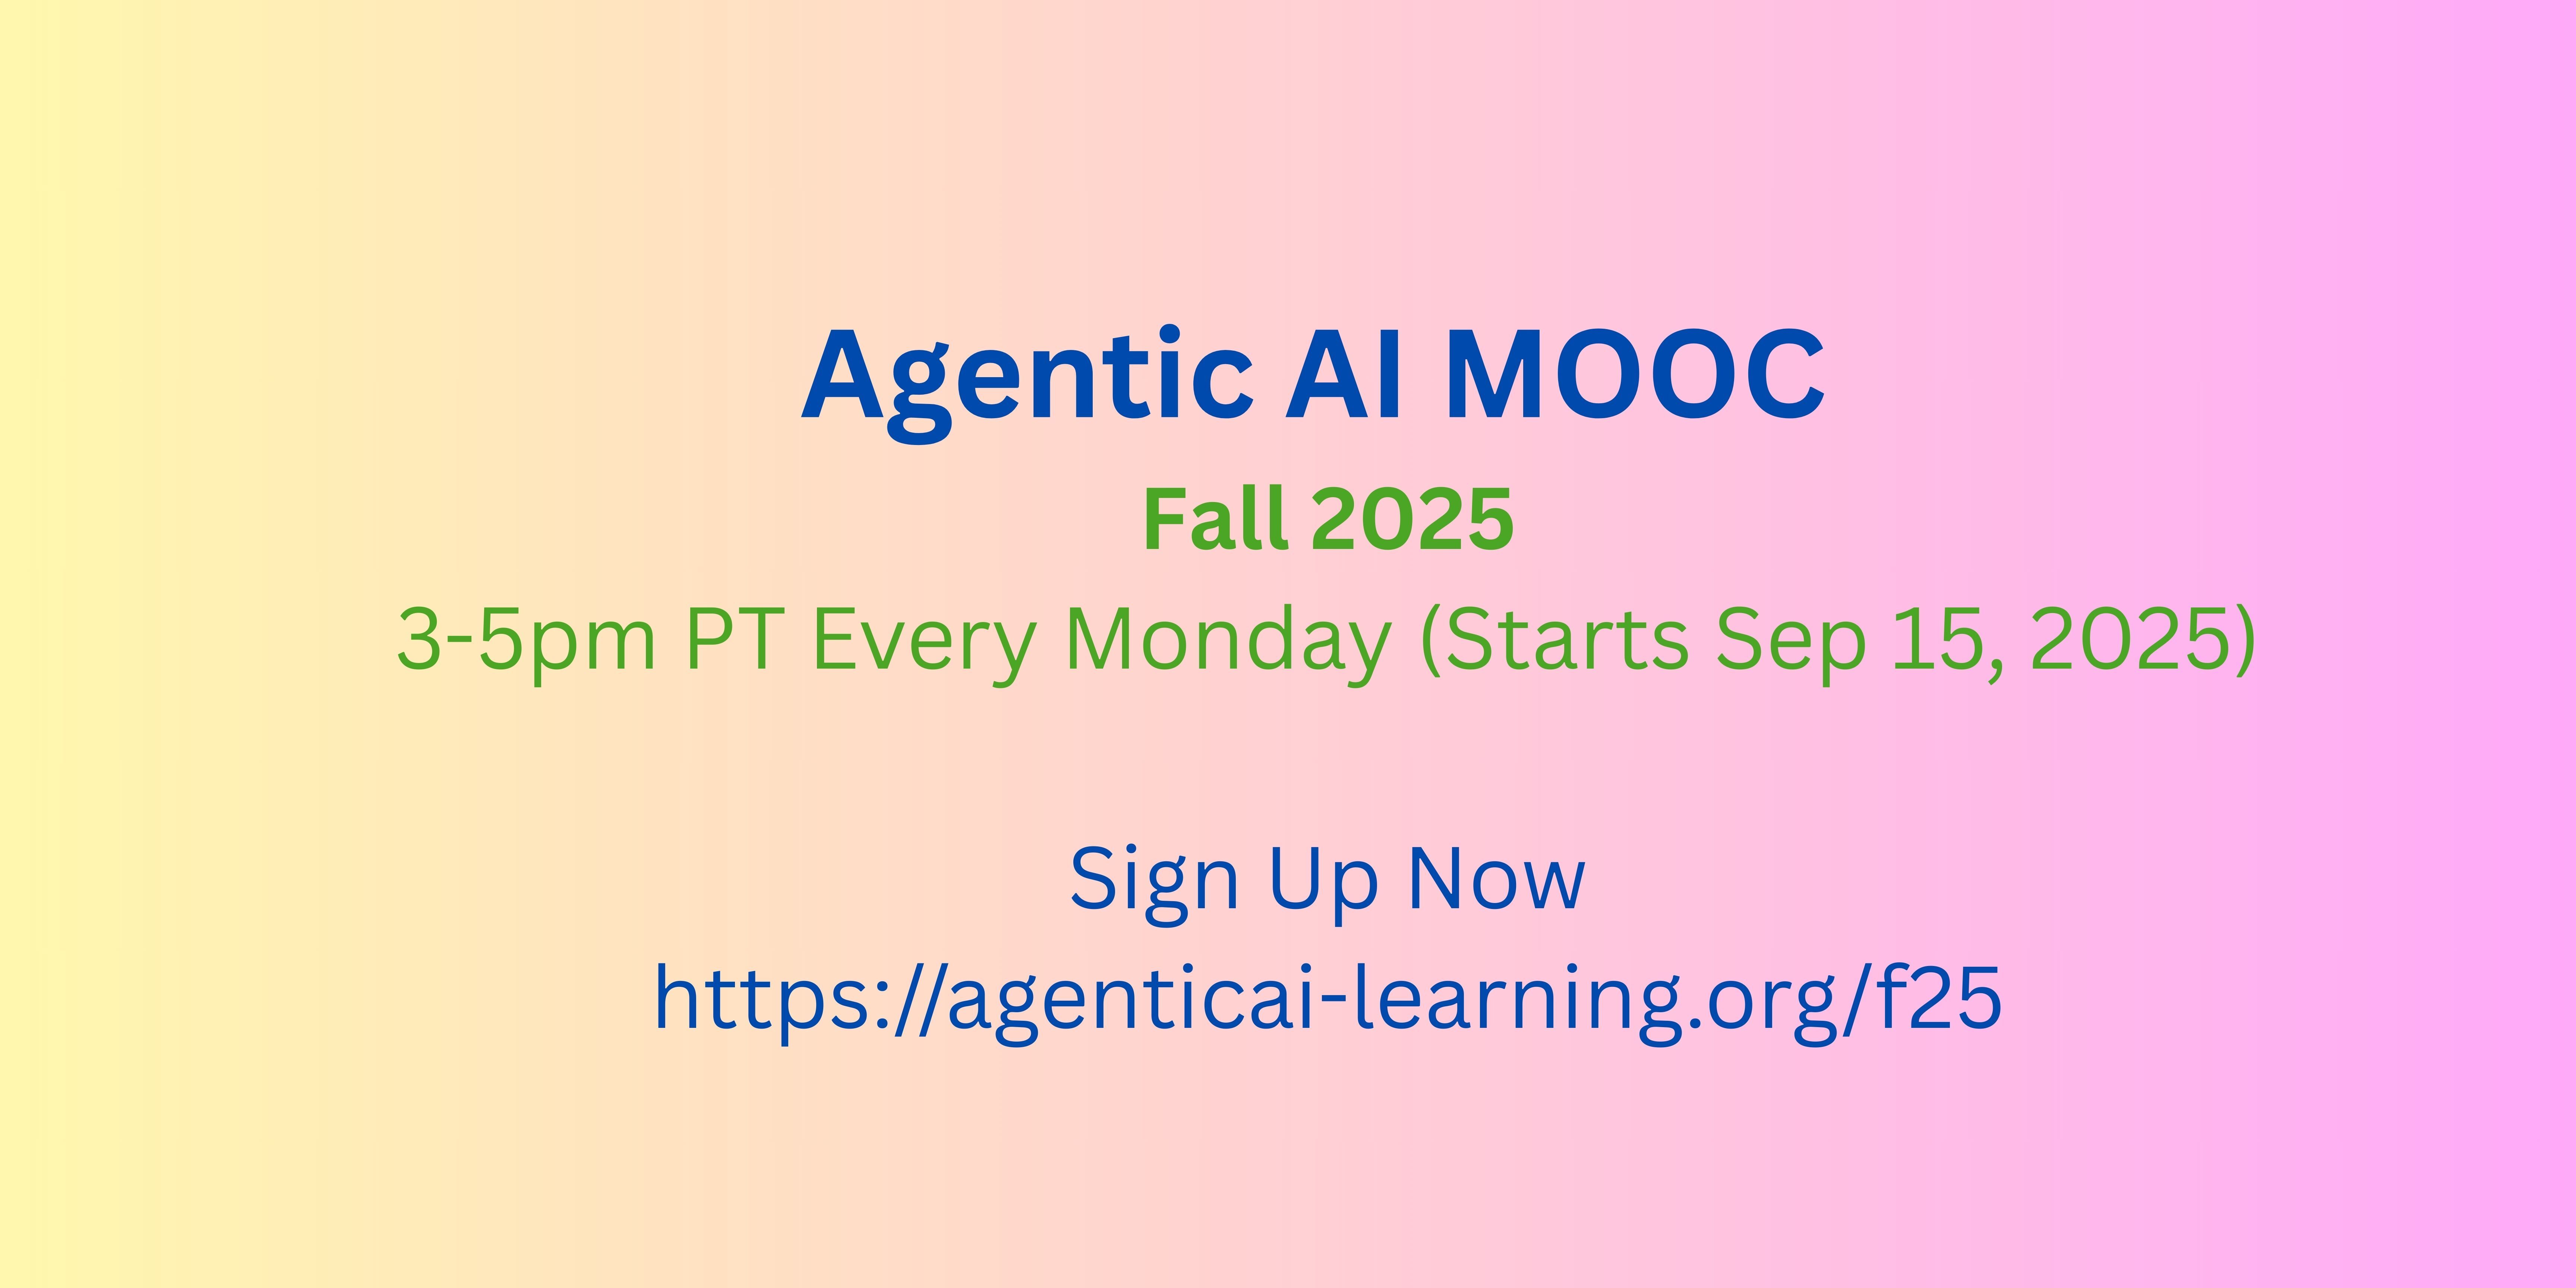 Agentic AI MOOC
Fall 2025
3-5pm PT Every Monday (Starts Sep 15, 2025)
Sign Up Now
https://agenticai-learning.org/f25